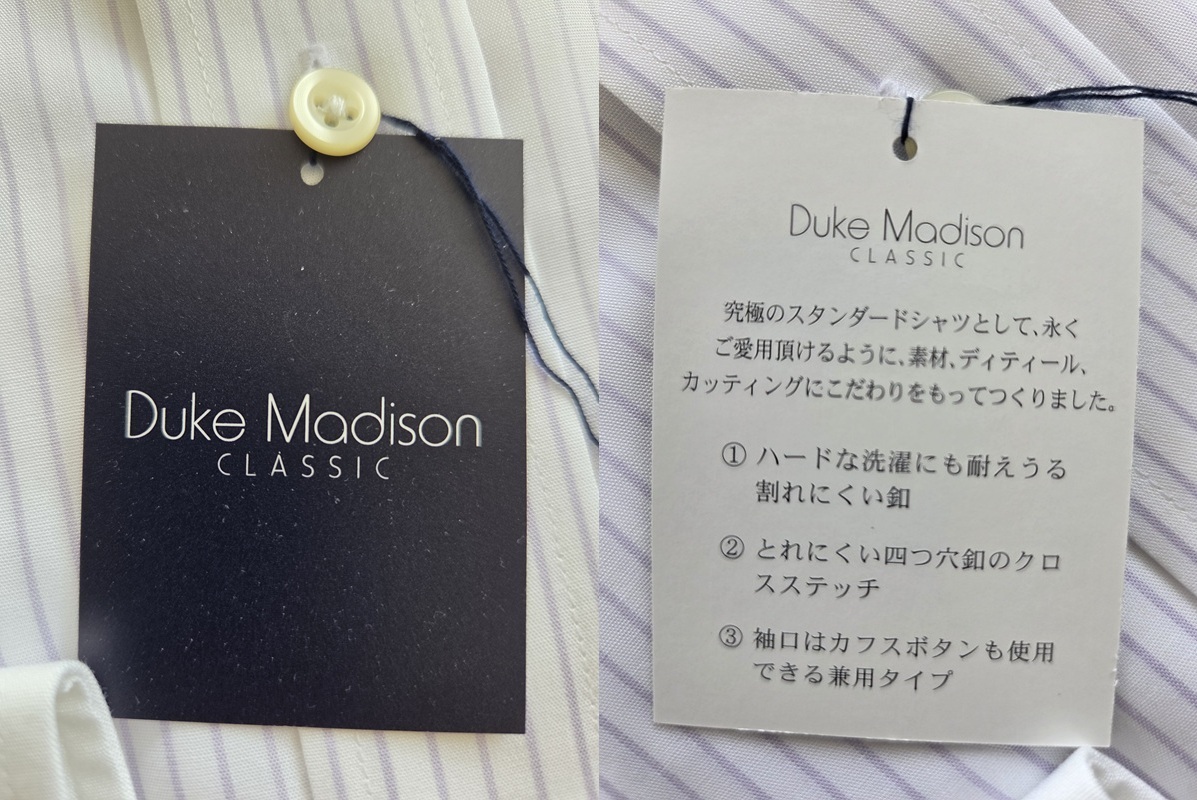 Duke Madison
CLASSIC
Duke Madison
CLASSIC
究極のスタンダードシャツとして、永く
ご愛用頂けるように、素材、ディティール、
カッティングにこだわりをもってつくりました。
① ハードな洗濯にも耐えうる
割れにくい釦
② とれにくい四つ穴釦のクロ
スステッチ
③ 袖口はカフスボタンも使用
できる兼用タイプ